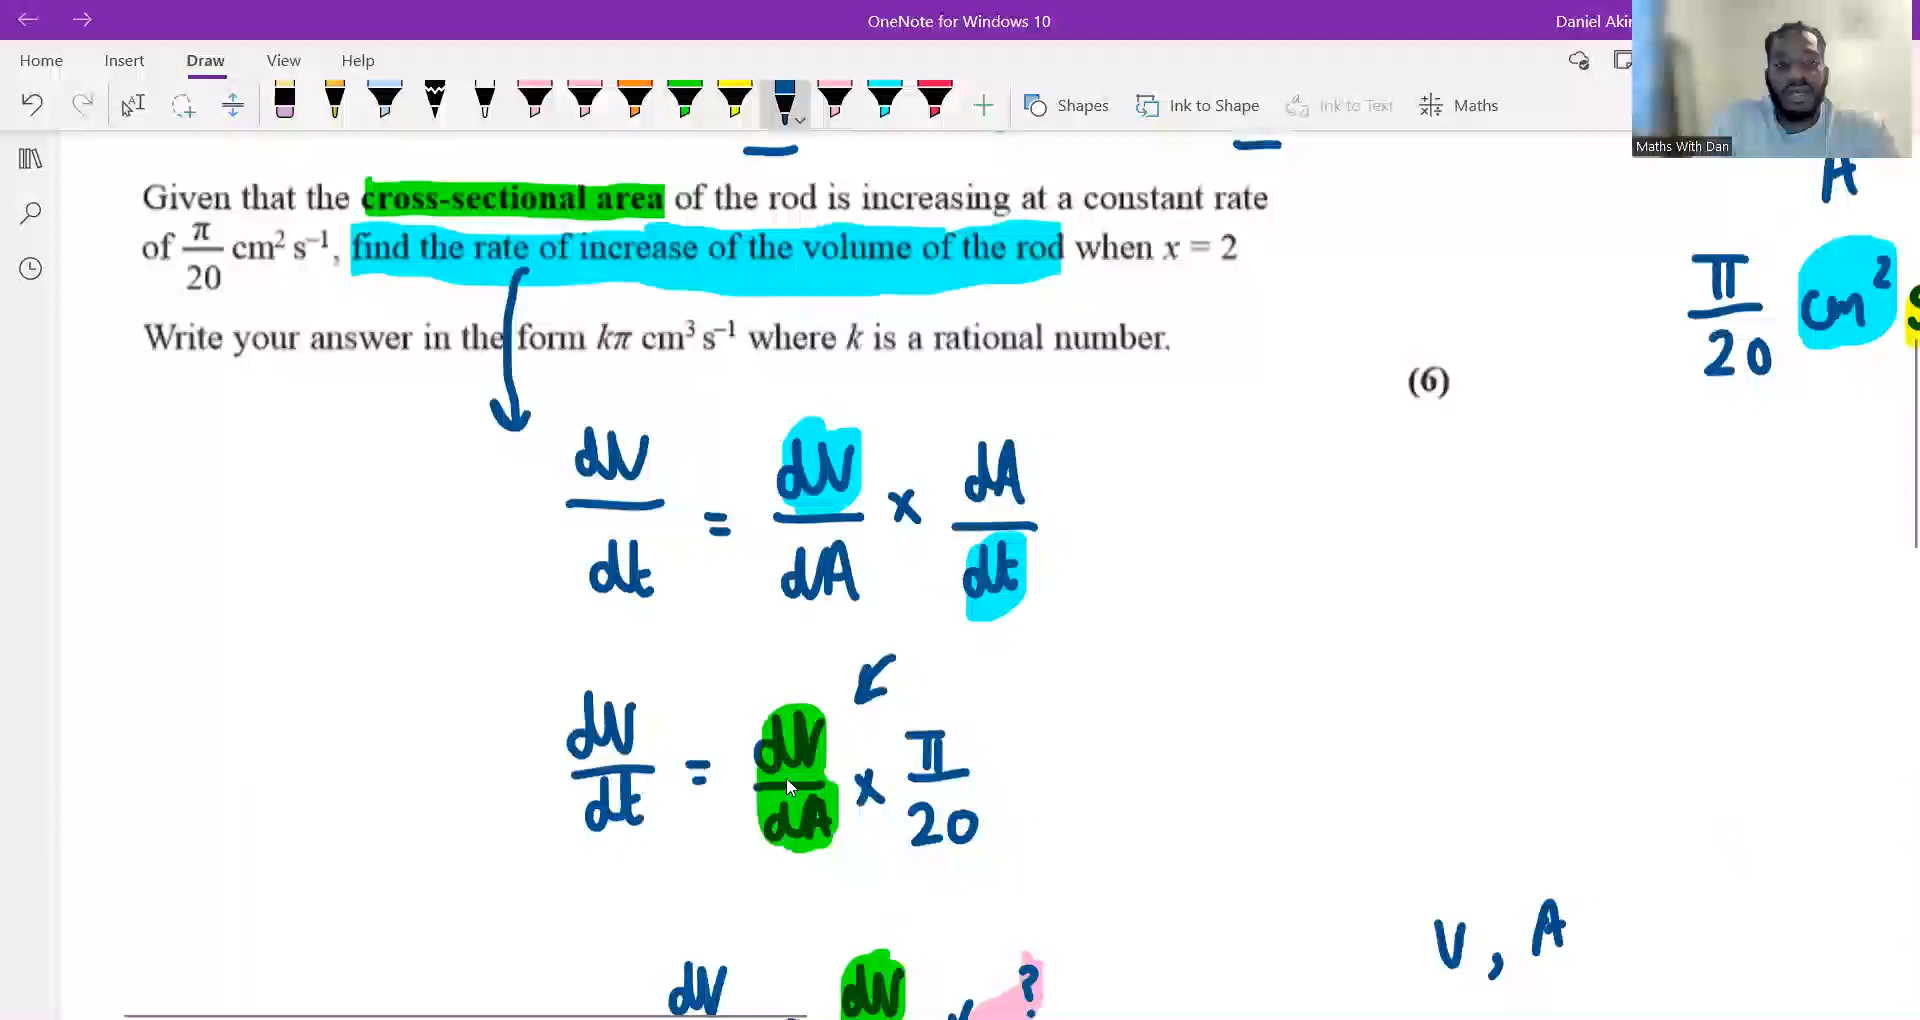 OneNote for Windows 10
Daniel Akin
Home Insert Draw View Help
Shapes Ink to Shape Ink to Text Maths
Maths With Dan
Given that the cross-sectional area of the rod is increasing at a constant rate
of π/20 cm² s⁻¹, find the rate of increase of the volume of the rod when x = 2
Write your answer in the form kπ cm³ s⁻¹ where k is a rational number.
(6)
A
π/20 cm² s
dV/dt = dV/dA × dA/dt
dV/dt = dV/dA × π/20
V, A
dV dV × ?